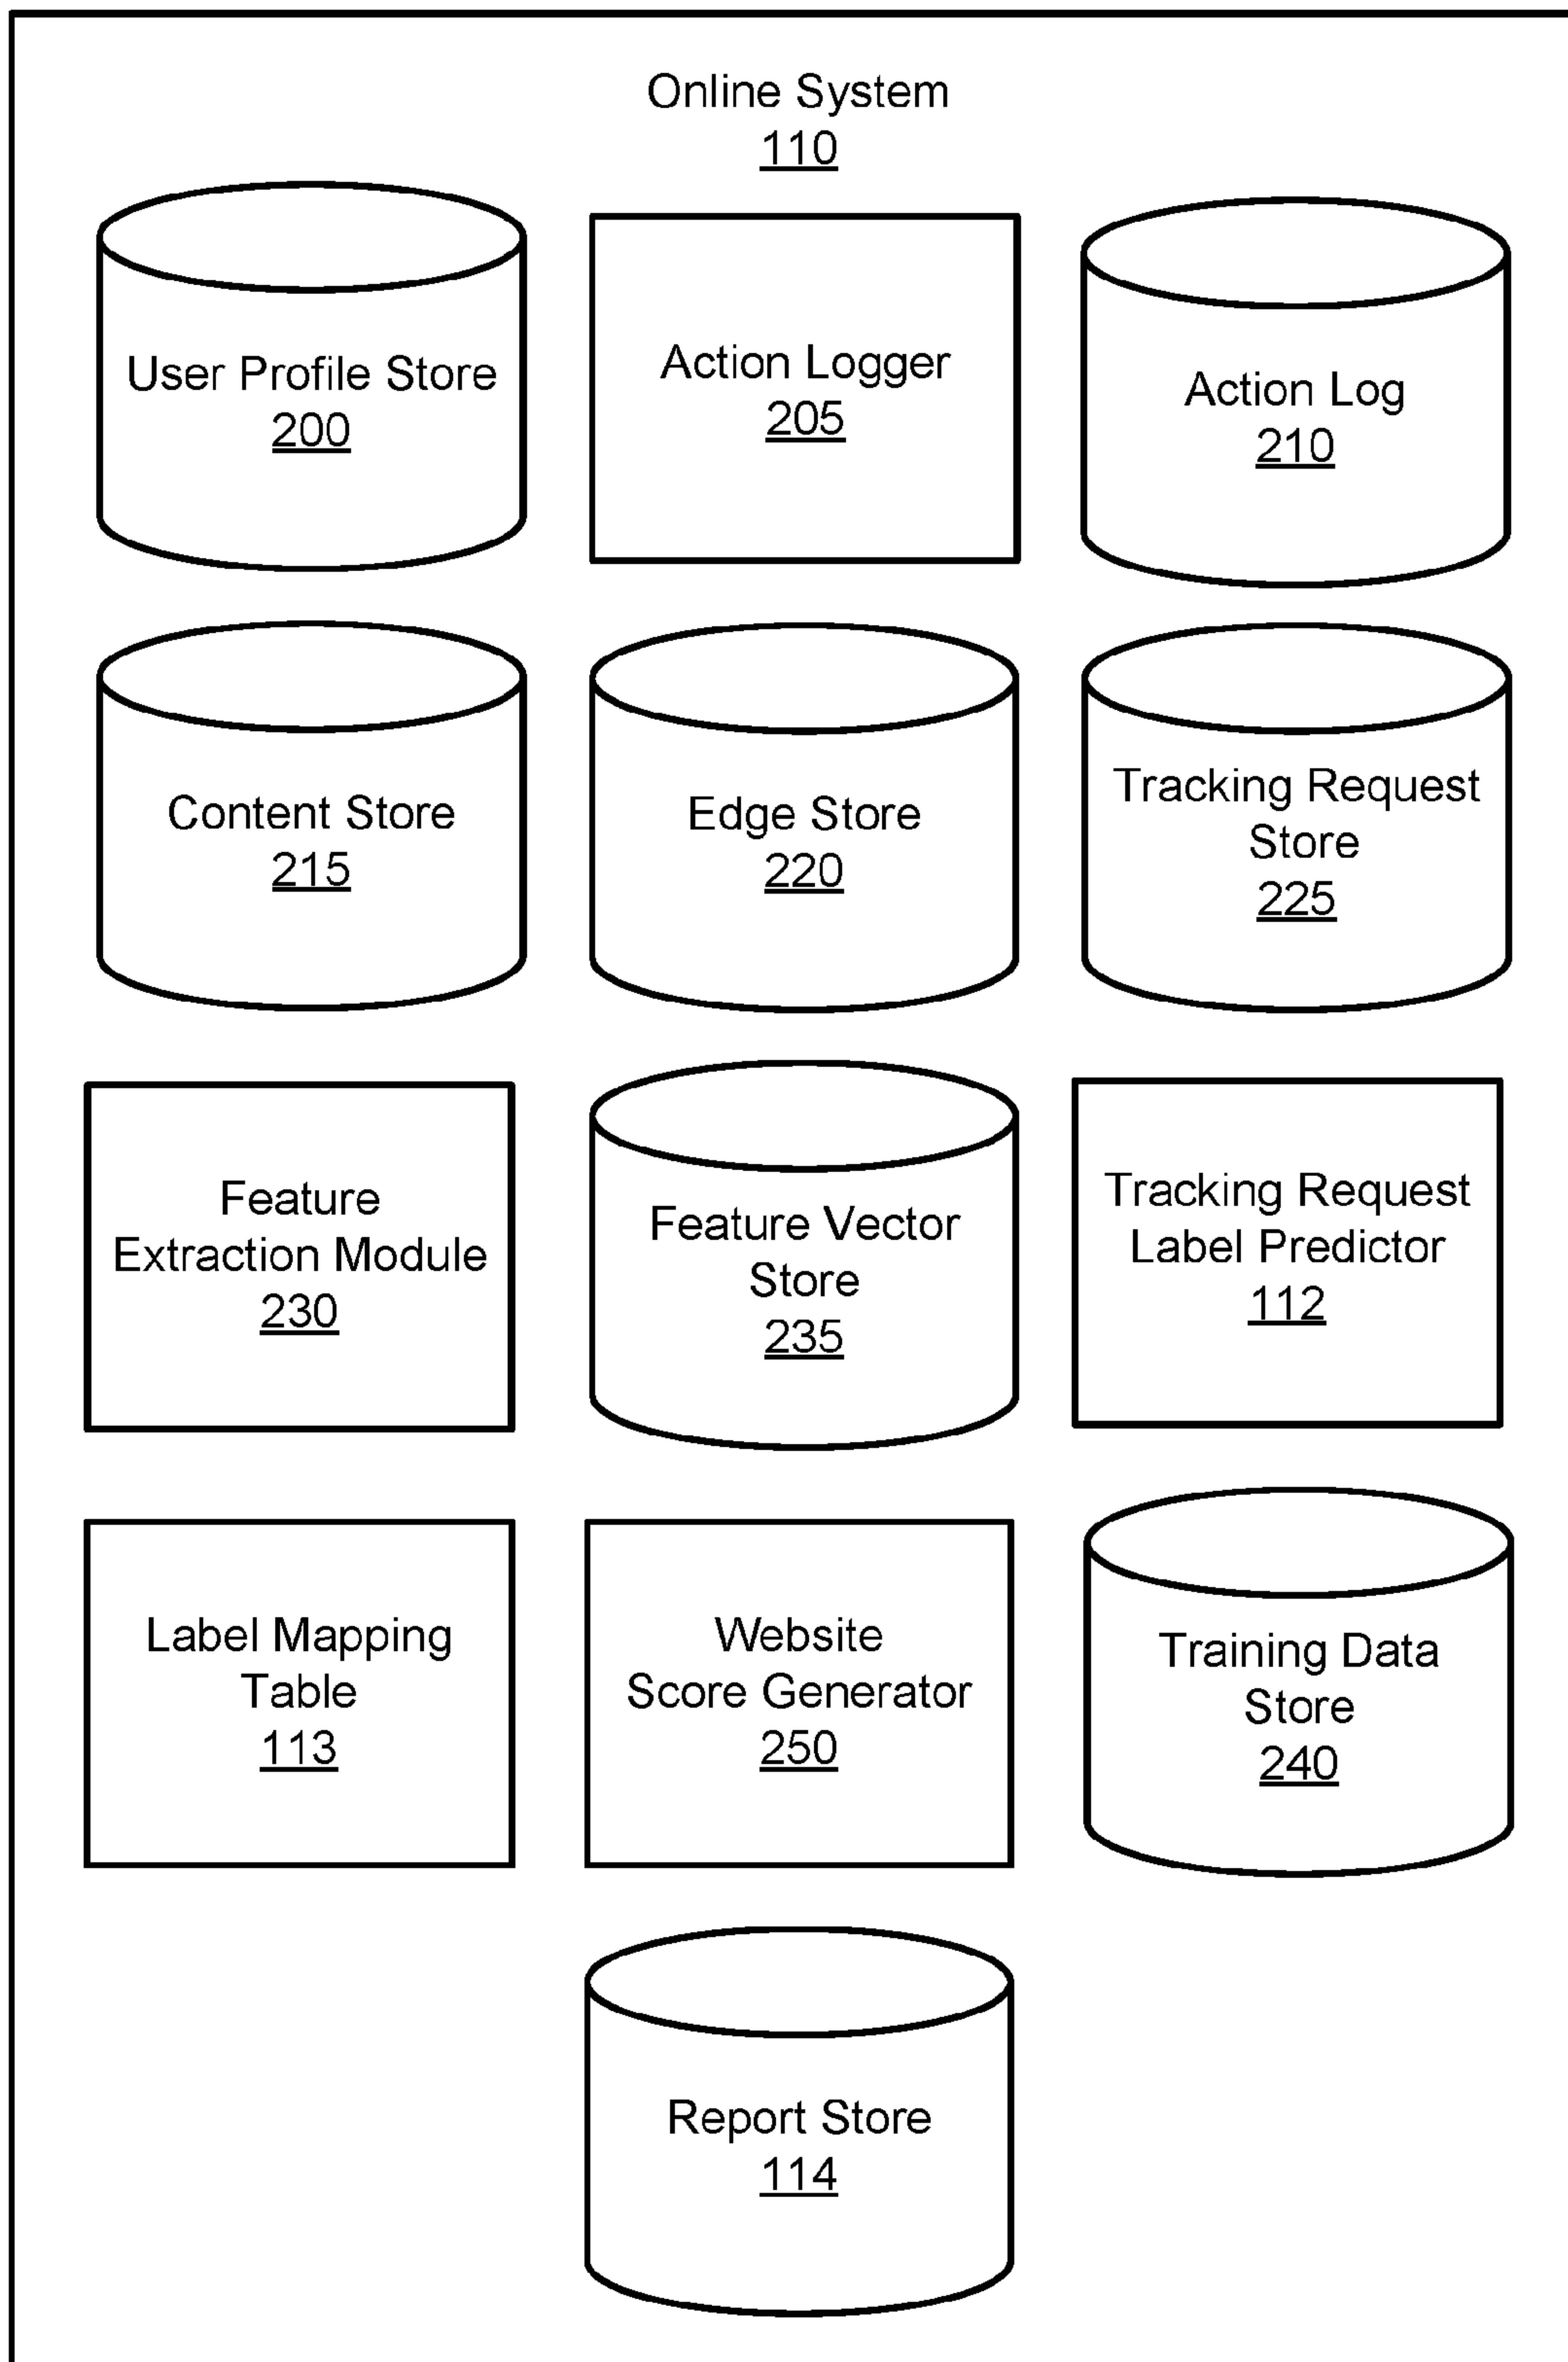 Online System
110
User Profile Store
200
Action Logger
205
Action Log
210
Content Store
215
Edge Store
220
Tracking Request
Store
225
Feature
Extraction Module
230
Feature Vector
Store
235
Tracking Request
Label Predictor
112
Label Mapping
Table
113
Website
Score Generator
250
Training Data
Store
240
Report Store
114